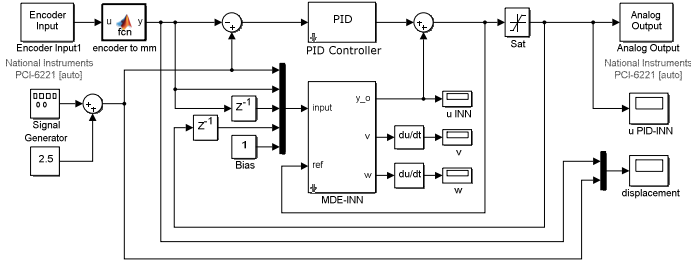 Encoder
Input
Encoder Input1
National Instruments
PCI-6221 [auto]
u
y
fcn
encoder to mm
PID
PID Controller
Sat
Analog
Output
Analog Output
National Instruments
PCI-6221 [auto]
Signal
Generator
2.5
Z-1
Z-1
1
Bias
input
ref
y_o
v
w
MDE-INN
u INN
du/dt
v
du/dt
w
u PID-INN
displacement